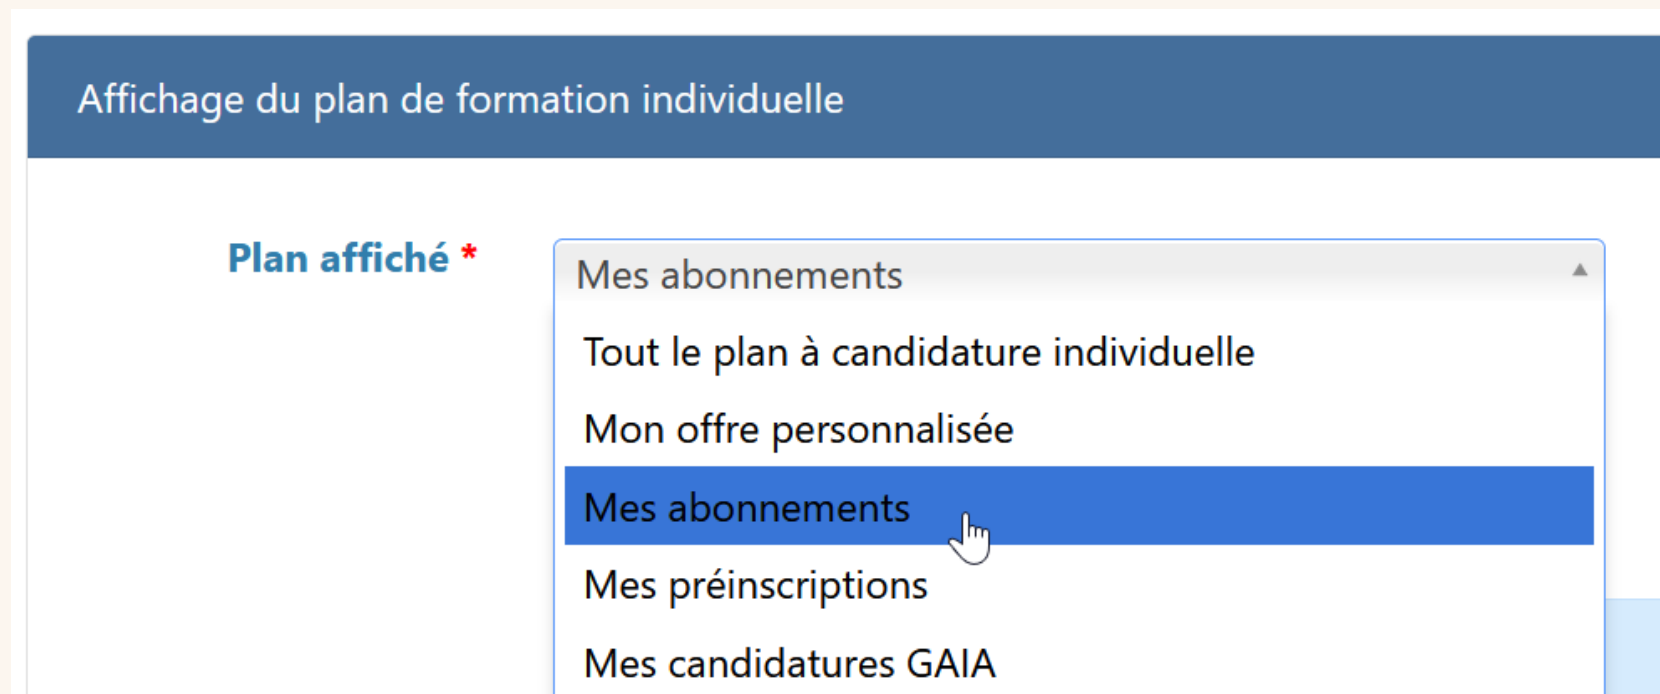 Affichage du plan de formation individuelle
Plan affiché *
Mes abonnements
Tout le plan à candidature individuelle
Mon offre personnalisée
Mes abonnements
Mes préinscriptions
Mes candidatures GAIA